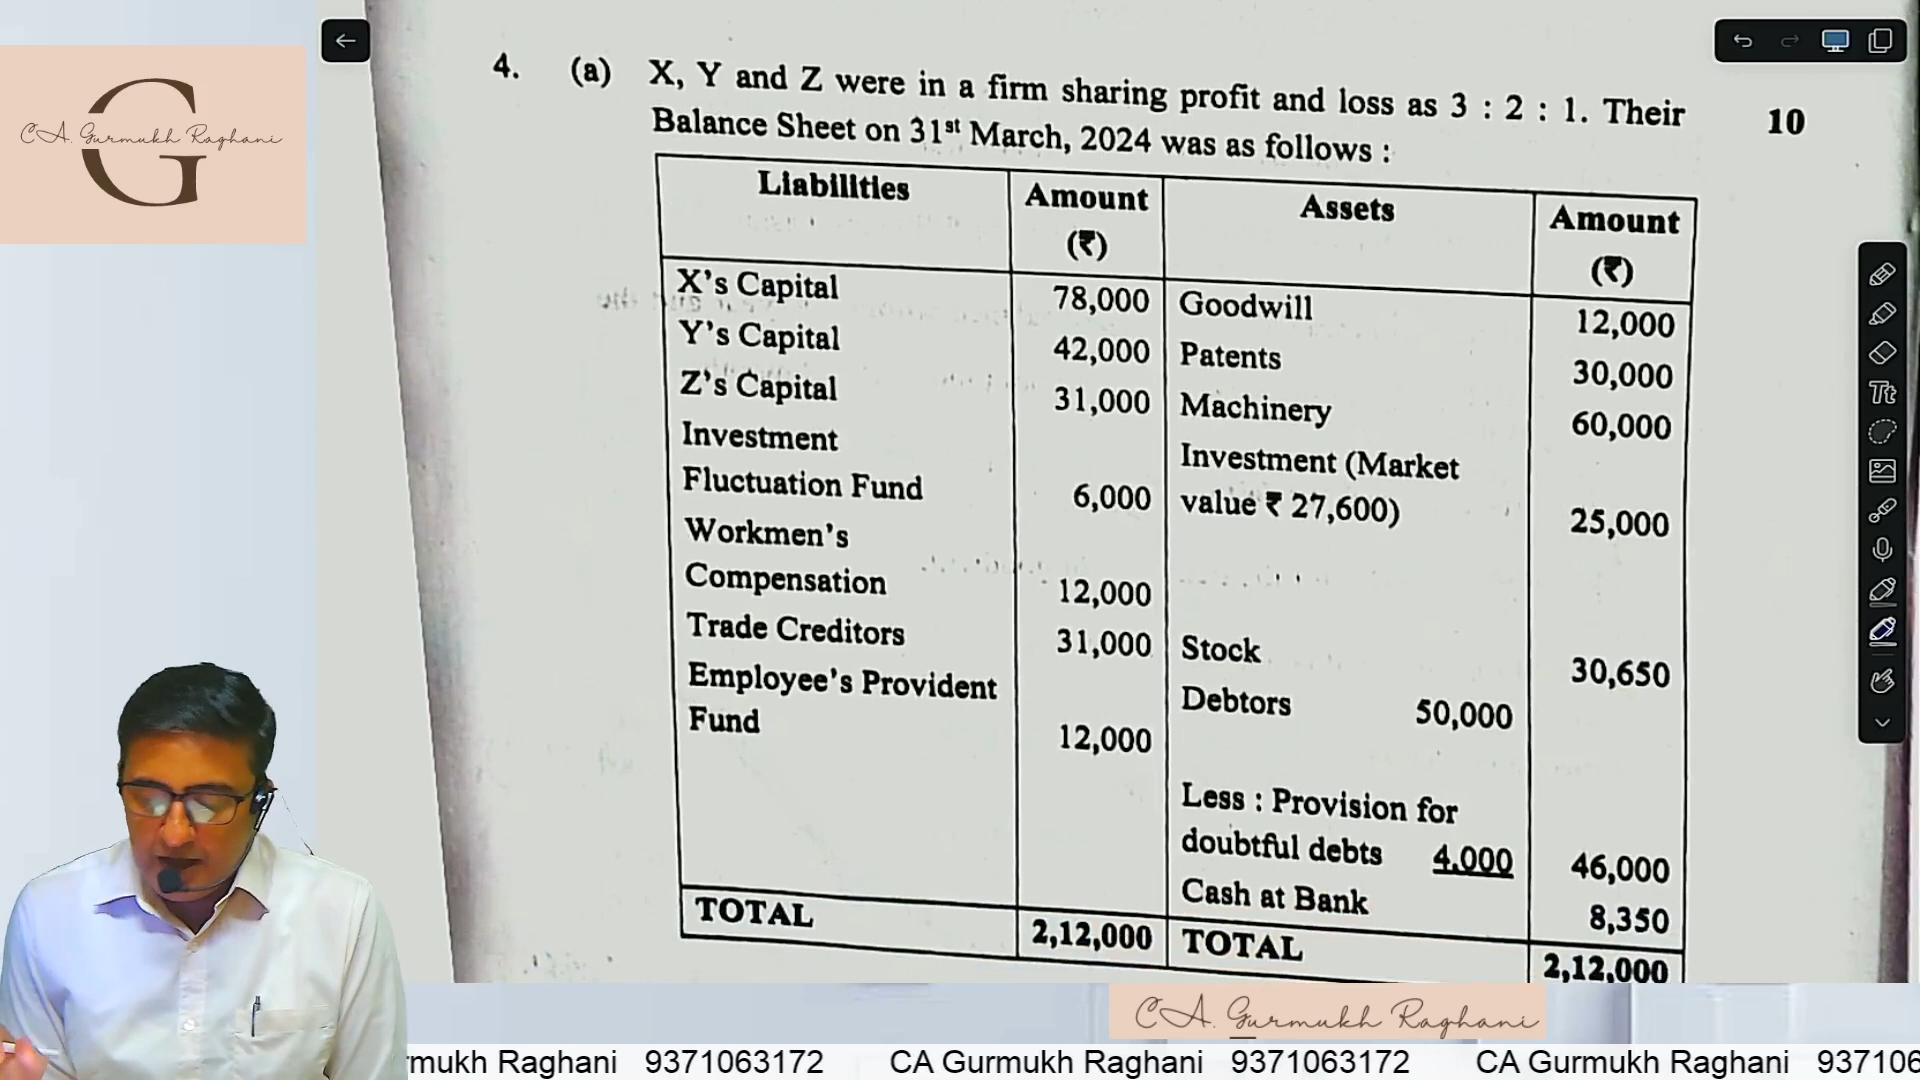 G
CA. Gurmukh Raghani
4. (a) X, Y and Z were in a firm sharing profit and loss as 3 : 2 : 1. Their 10
Balance Sheet on 31st March, 2024 was as follows :
Liabilities Amount (₹) Assets Amount (₹)
X's Capital 78,000 Goodwill 12,000
Y's Capital 42,000 Patents 30,000
Z's Capital 31,000 Machinery 60,000
Investment Investment (Market
Fluctuation Fund 6,000 value ₹ 27,600) 25,000
Workmen's
Compensation 12,000
Trade Creditors 31,000 Stock 30,650
Employee's Provident Debtors 50,000
Fund 12,000
Less : Provision for
doubtful debts 4,000 46,000
Cash at Bank 8,350
TOTAL 2,12,000 TOTAL 2,12,000
Tt
CA. Gurmukh Raghani
rmukh Raghani 9371063172 CA Gurmukh Raghani 9371063172 CA Gurmukh Raghani 937106